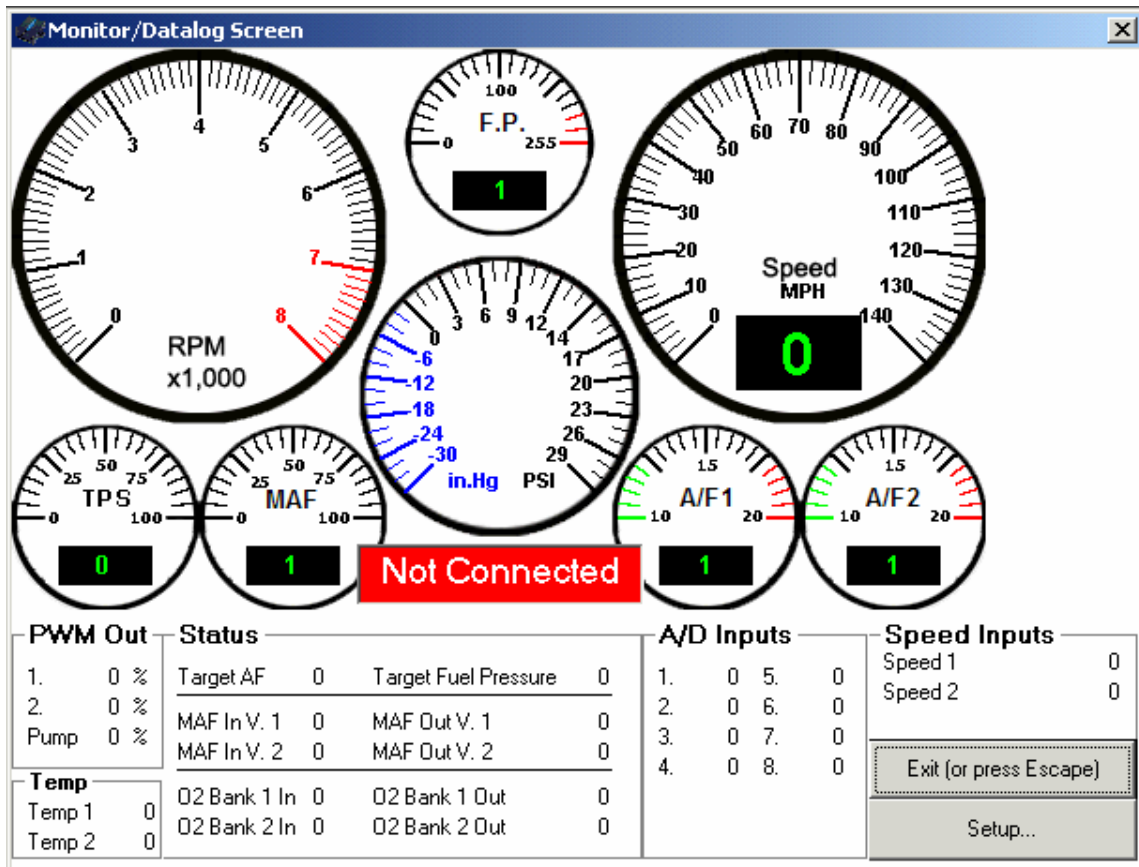 Monitor/Datalog Screen
0 1 2 3 4 5 6 7 8
RPM
x1,000
100
F.P.
0 255
1
0 10 20 30 40 50 60 70 80 90 100 110 120 130 140
Speed
MPH
0
0 3 6 9 12 14 17 20 23 26 29
-6
-12
-18
-24
-30
in.Hg PSI
25 50 75
TPS
0 100
0
25 50 75
MAF
0 100
1
15
A/F1
10 20
1
15
A/F2
10 20
1
Not Connected
PWM Out
1. 0 %
2. 0 %
Pump 0 %
Temp
Temp 1 0
Temp 2 0
Status
Target AF 0 Target Fuel Pressure 0
MAF In V. 1 0 MAF Out V. 1 0
MAF In V. 2 0 MAF Out V. 2 0
O2 Bank 1 In 0 O2 Bank 1 Out 0
O2 Bank 2 In 0 O2 Bank 2 Out 0
A/D Inputs
1. 0 5. 0
2. 0 6. 0
3. 0 7. 0
4. 0 8. 0
Speed Inputs
Speed 1 0
Speed 2 0
Exit (or press Escape)
Setup...